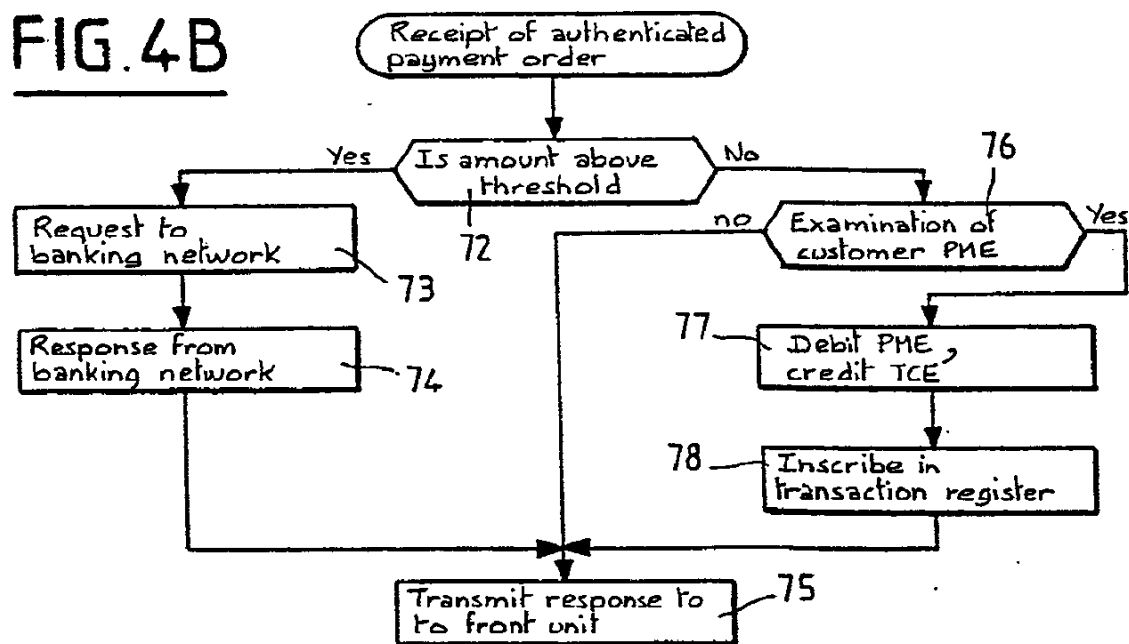 FIG.4B
Receipt of authenticated
payment order
Yes
Is amount above
threshold
No
72
76
Request to
banking network
73
no
Examination of
customer PME
Yes
Response from
banking network
74
77
Debit PME,
credit TCE
78
Inscribe in
transaction register
Transmit response to
to front unit
75